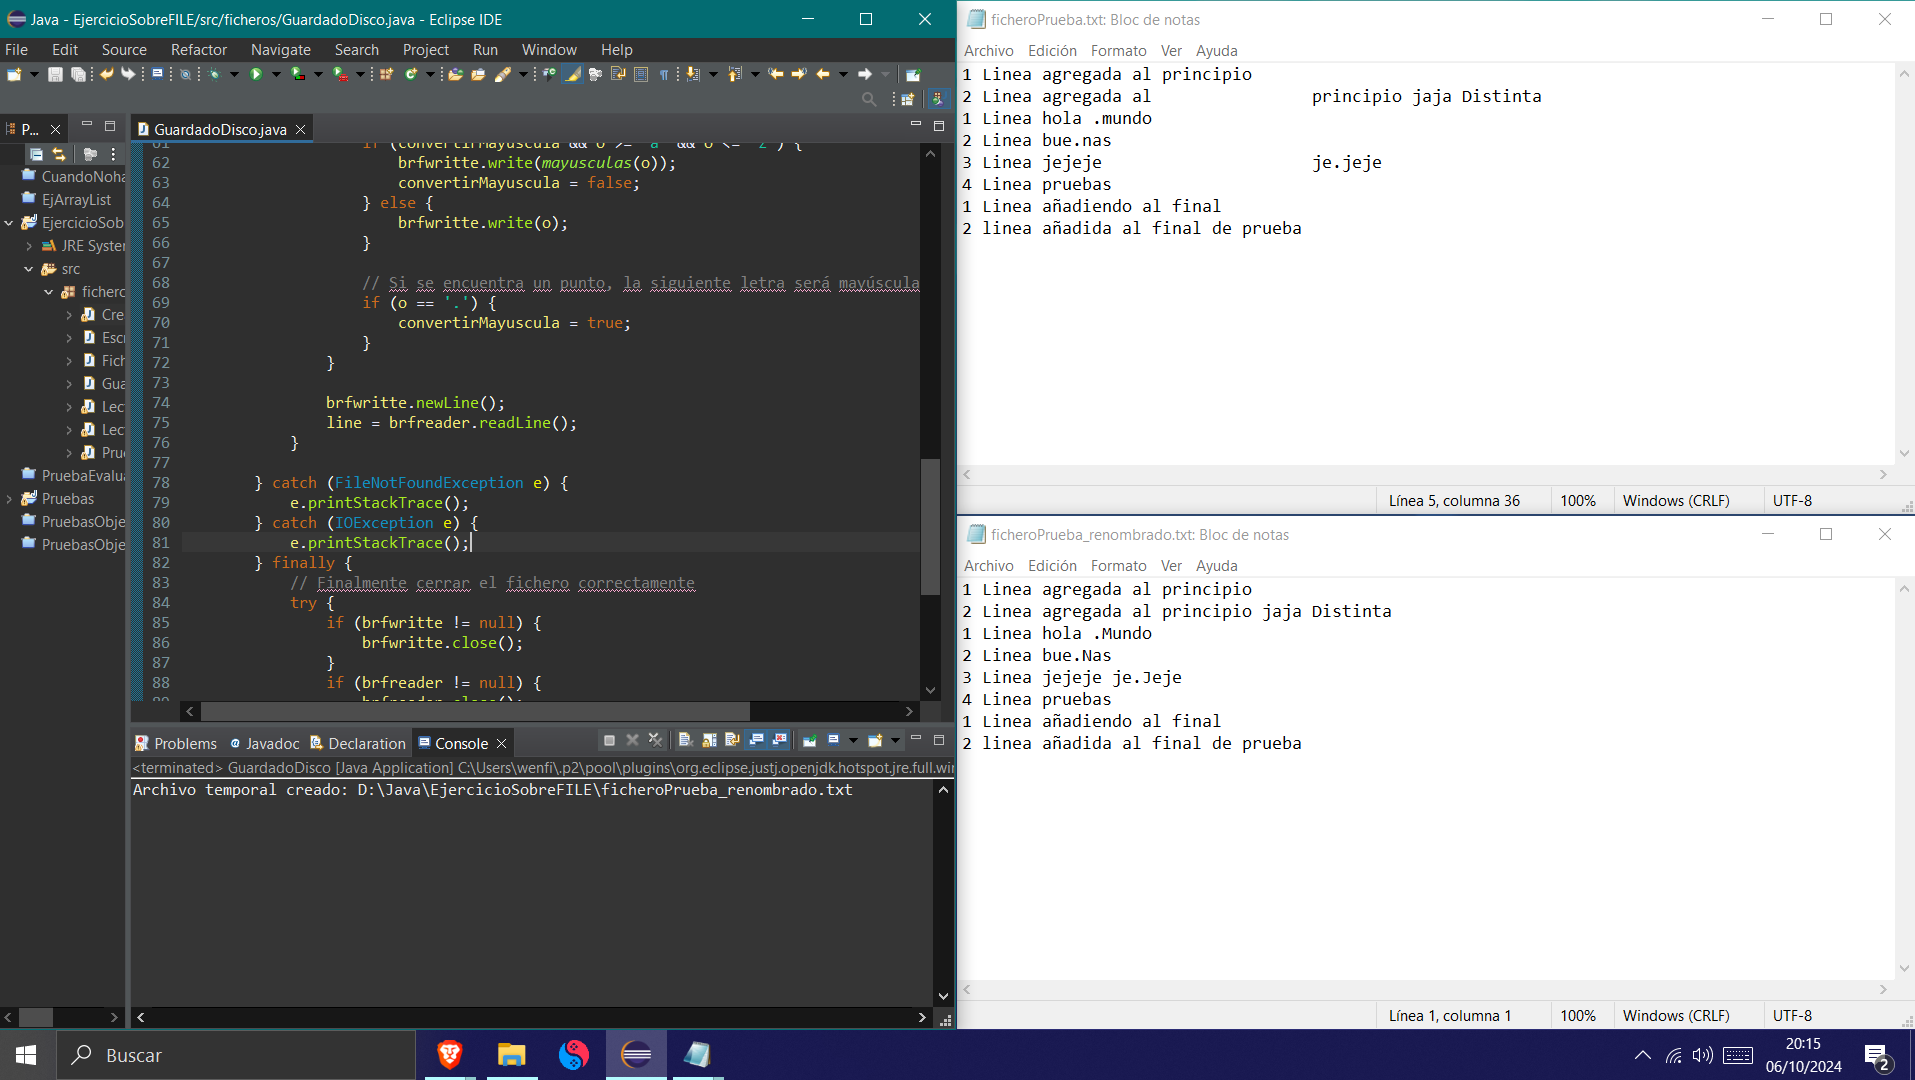 Java - EjercicioSobreFILE/src/ficheros/GuardadoDisco.java - Eclipse IDE
File Edit Source Refactor Navigate Search Project Run Window Help
P...
CuandoNoha
EjArrayList
EjercicioSob
JRE Syster
src
fichero
Cre
Esc
Fich
Gua
Lec
Lec
Pru
PruebaEvalua
Pruebas
PruebasObje
PruebasObje
GuardadoDisco.java
62 brfwritte.write(mayusculas(o));
63 convertirMayuscula = false;
64 } else {
65 brfwritte.write(o);
66 }
67
68 // Si se encuentra un punto, la siguiente letra será mayúscula
69 if (o == '.') {
70 convertirMayuscula = true;
71 }
72 }
73
74 brfwritte.newLine();
75 line = brfreader.readLine();
76 }
77
78 } catch (FileNotFoundException e) {
79 e.printStackTrace();
80 } catch (IOException e) {
81 e.printStackTrace();
82 } finally {
83 // Finalmente cerrar el fichero correctamente
84 try {
85 if (brfwritte != null) {
86 brfwritte.close();
87 }
88 if (brfreader != null) {
Problems Javadoc Declaration Console
<terminated> GuardadoDisco [Java Application] C:\Users\wenfi\.p2\pool\plugins\org.eclipse.justj.openjdk.hotspot.jre.full.wi
Archivo temporal creado: D:\Java\EjercicioSobreFILE\ficheroPrueba_renombrado.txt
ficheroPrueba.txt: Bloc de notas
Archivo Edición Formato Ver Ayuda
1 Linea agregada al principio
2 Linea agregada al principio jaja Distinta
1 Linea hola .mundo
2 Linea bue.nas
3 Linea jejeje je.jeje
4 Linea pruebas
1 Linea añadiendo al final
2 linea añadida al final de prueba
Línea 5, columna 36 100% Windows (CRLF) UTF-8
ficheroPrueba_renombrado.txt: Bloc de notas
Archivo Edición Formato Ver Ayuda
1 Linea agregada al principio
2 Linea agregada al principio jaja Distinta
1 Linea hola .Mundo
2 Linea bue.Nas
3 Linea jejeje je.Jeje
4 Linea pruebas
1 Linea añadiendo al final
2 linea añadida al final de prueba
Línea 1, columna 1 100% Windows (CRLF) UTF-8
Buscar
20:15
06/10/2024
2